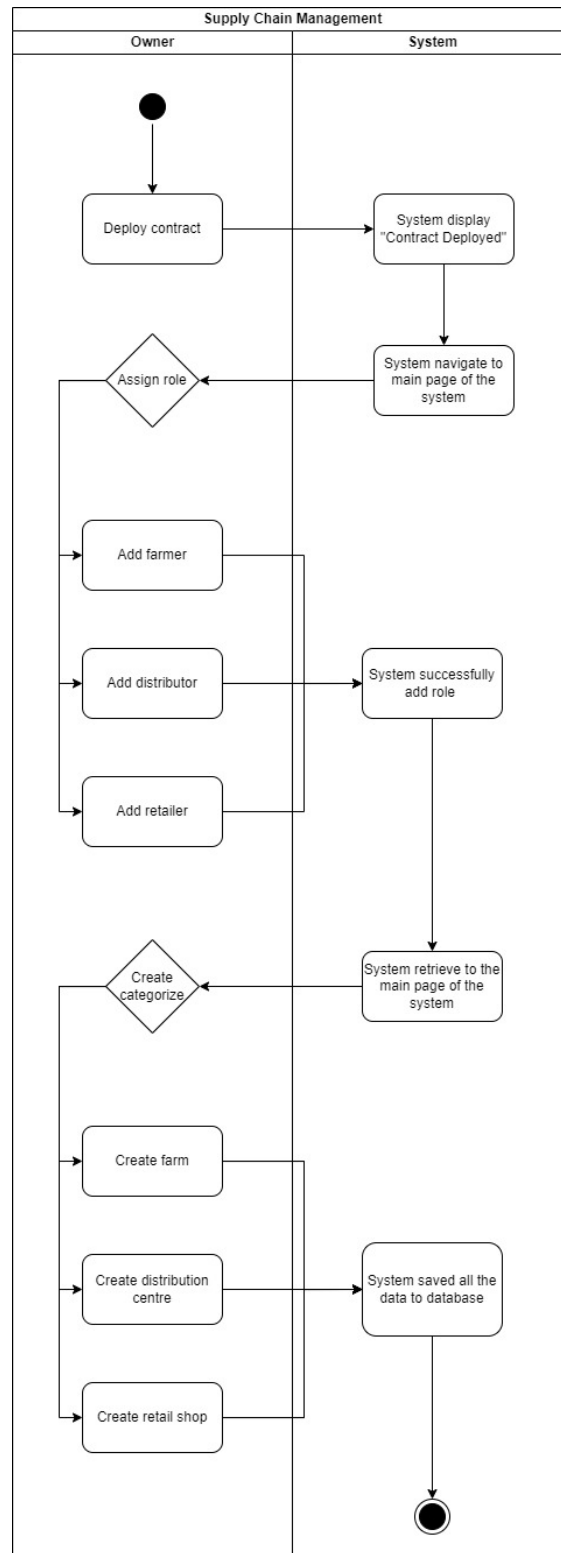 Supply Chain Management
Owner
System
Deploy contract
System display
"Contract Deployed"
System navigate to
main page of the
system
Assign role
Add farmer
Add distributor
System successfully
add role
Add retailer
Create
categorize
System retrieve to the
main page of the
system
Create farm
Create distribution
centre
System saved all the
data to database
Create retail shop